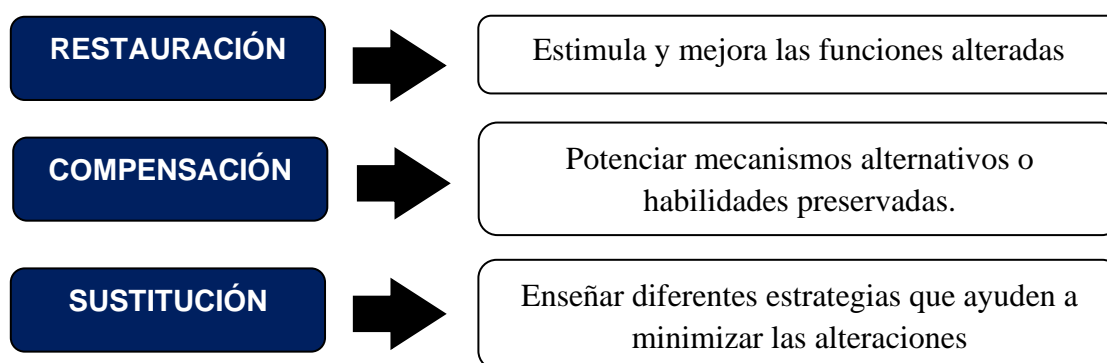 RESTAURACIÓN
Estimula y mejora las funciones alteradas
COMPENSACIÓN
Potenciar mecanismos alternativos o
habilidades preservadas.
SUSTITUCIÓN
Enseñar diferentes estrategias que ayuden a
minimizar las alteraciones